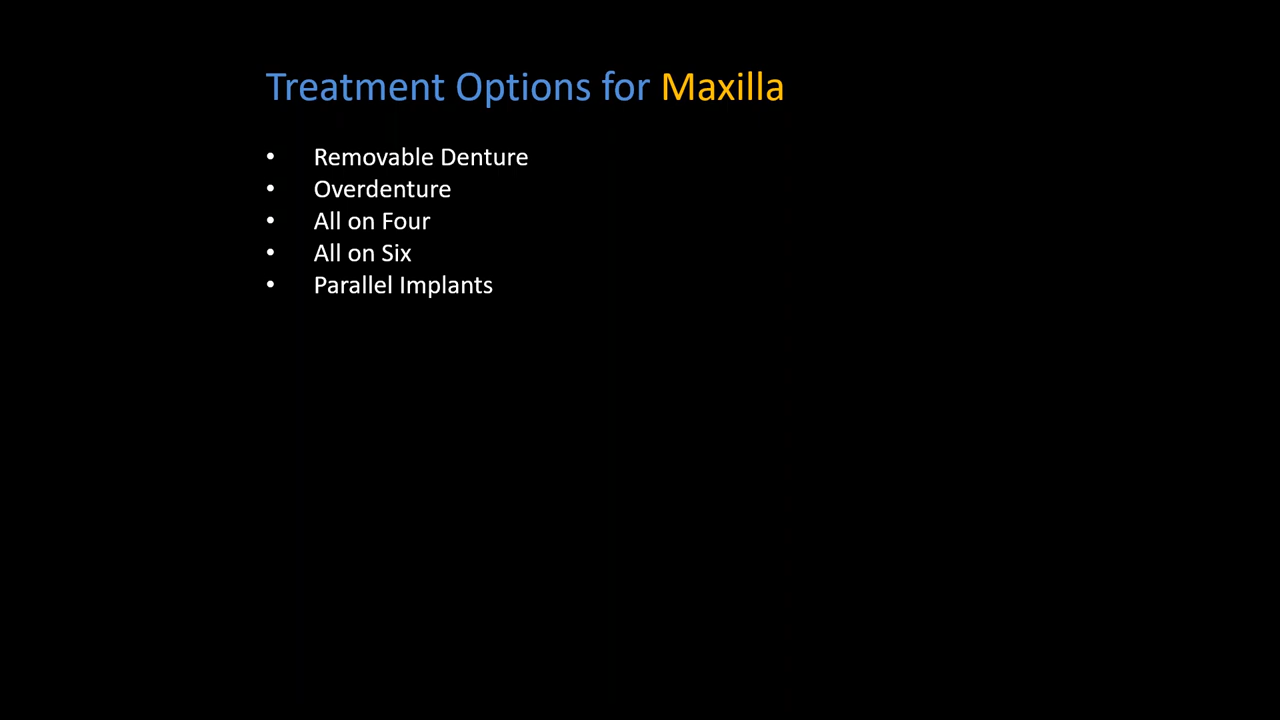 Treatment Options for Maxilla
• Removable Denture
• Overdenture
• All on Four
• All on Six
• Parallel Implants